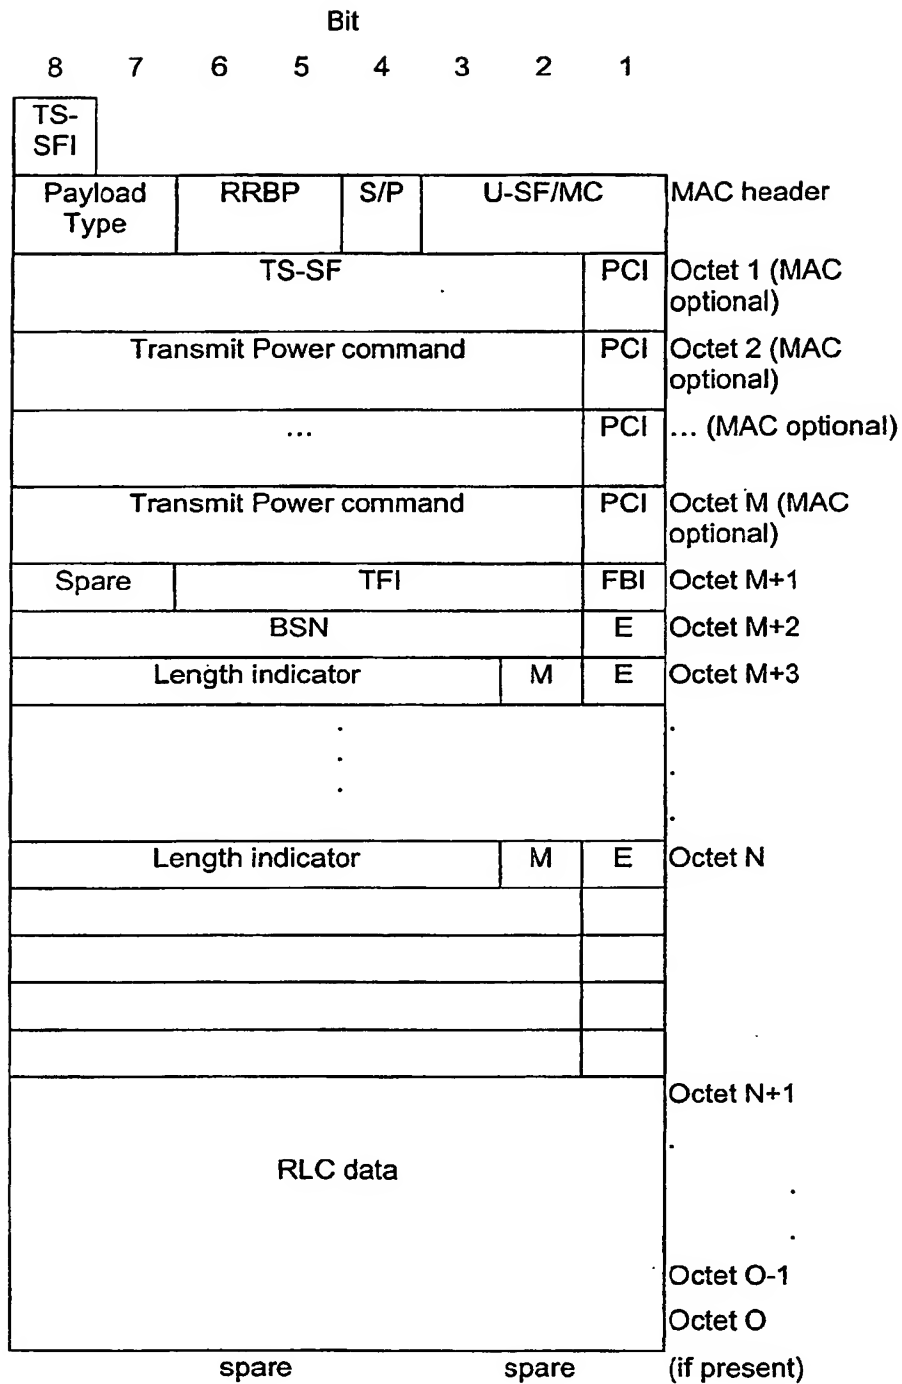 Bit
8 7 6 5 4 3 2 1
TS-
SFI
Payload RRBP S/P U-SF/MC MAC header
Type
TS-SF PCI Octet 1 (MAC
optional)
Transmit Power command PCI Octet 2 (MAC
optional)
... PCI ... (MAC optional)
Transmit Power command PCI Octet M (MAC
optional)
Spare TFI FBI Octet M+1
BSN E Octet M+2
Length indicator M E Octet M+3
Length indicator M E Octet N
Octet N+1
RLC data
Octet O-1
Octet O
spare spare (if present)